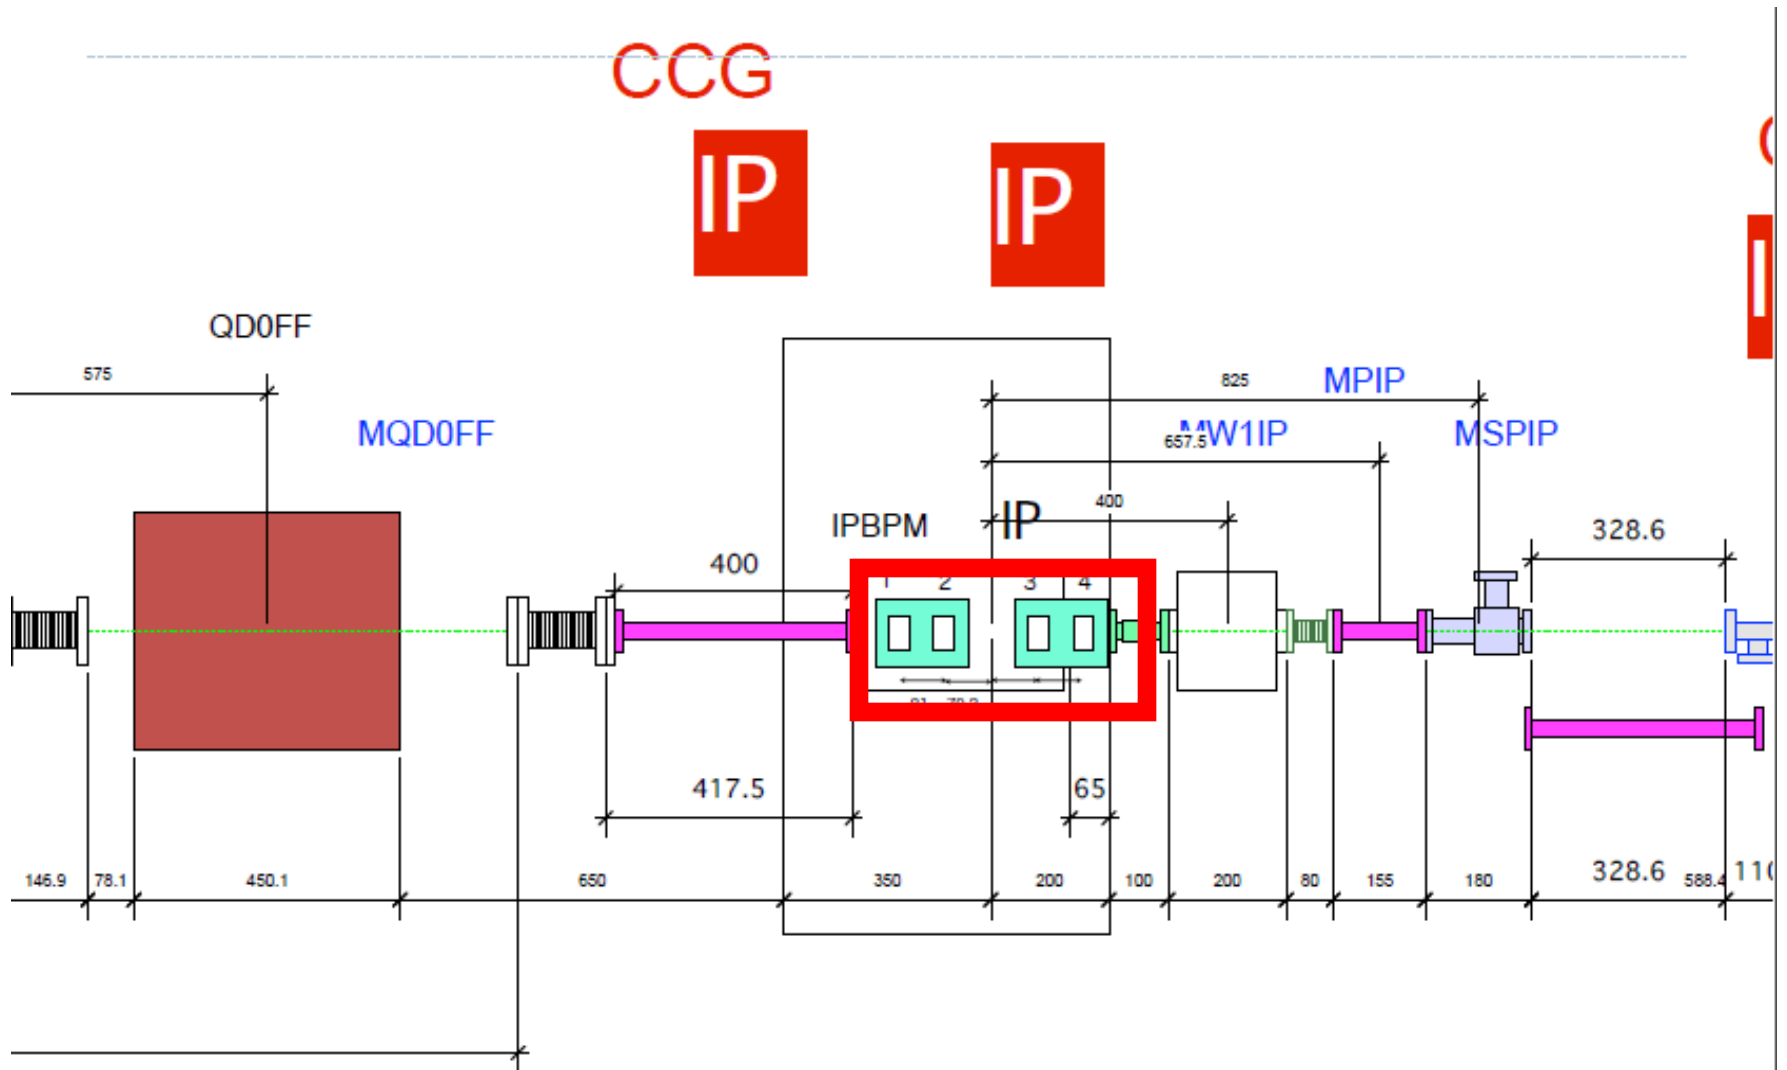 CCG
IP
IP
QD0FF
575
825
MPIP
MQD0FF
MW1IP
657.5
MSPIP
400
IP
IPBPM
328.6
400
1 2 3 4
417.5
65
146.9 78.1 450.1 650 350 200 100 200 80 155 180 328.6 588.4